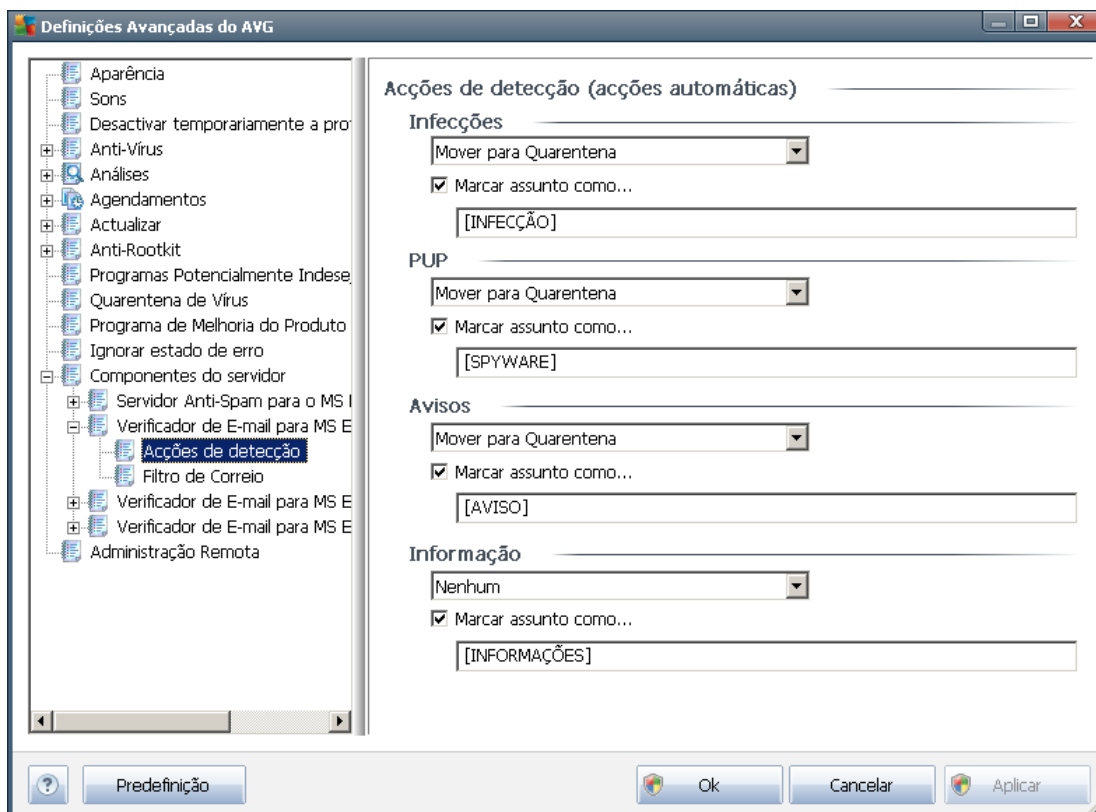 Definições Avançadas do AVG
Aparência
Sons
Desactivar temporariamente a pro
Anti-Vírus
Análises
Agendamentos
Actualizar
Anti-Rootkit
Programas Potencialmente Indese
Quarentena de Vírus
Programa de Melhoria do Produto
Ignorar estado de erro
Componentes do servidor
Servidor Anti-Spam para o MS
Verificador de E-mail para MS E
Acções de detecção
Filtro de Correio
Verificador de E-mail para MS E
Verificador de E-mail para MS E
Administração Remota
Acções de detecção (acções automáticas)
Infecções
Mover para Quarentena
Marcar assunto como...
[INFECÇÃO]
PUP
Mover para Quarentena
Marcar assunto como...
[SPYWARE]
Avisos
Mover para Quarentena
Marcar assunto como...
[AVISO]
Informação
Nenhum
Marcar assunto como...
[INFORMAÇÕES]
?
Predefinição
Ok
Cancelar
Aplicar